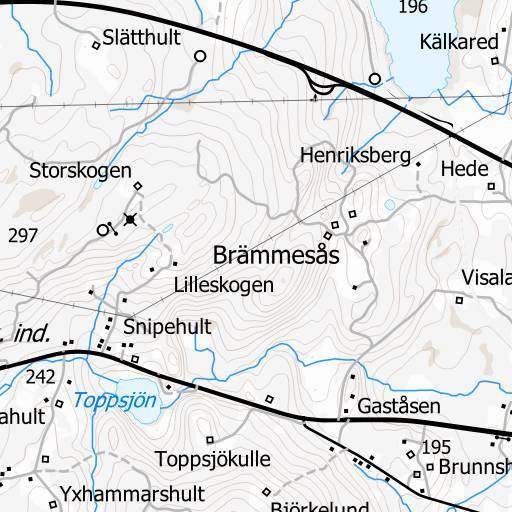 196
Slätthult
Kälkared
Henriksberg
Storskogen
Hede
297
Brämmesås
Visala
Lilleskogen
Snipehult
t. ind.
242
Toppsjön
Gaståsen
ahult
195
Toppsjökulle
Brunnsh
Yxhammarshult
Björkelund